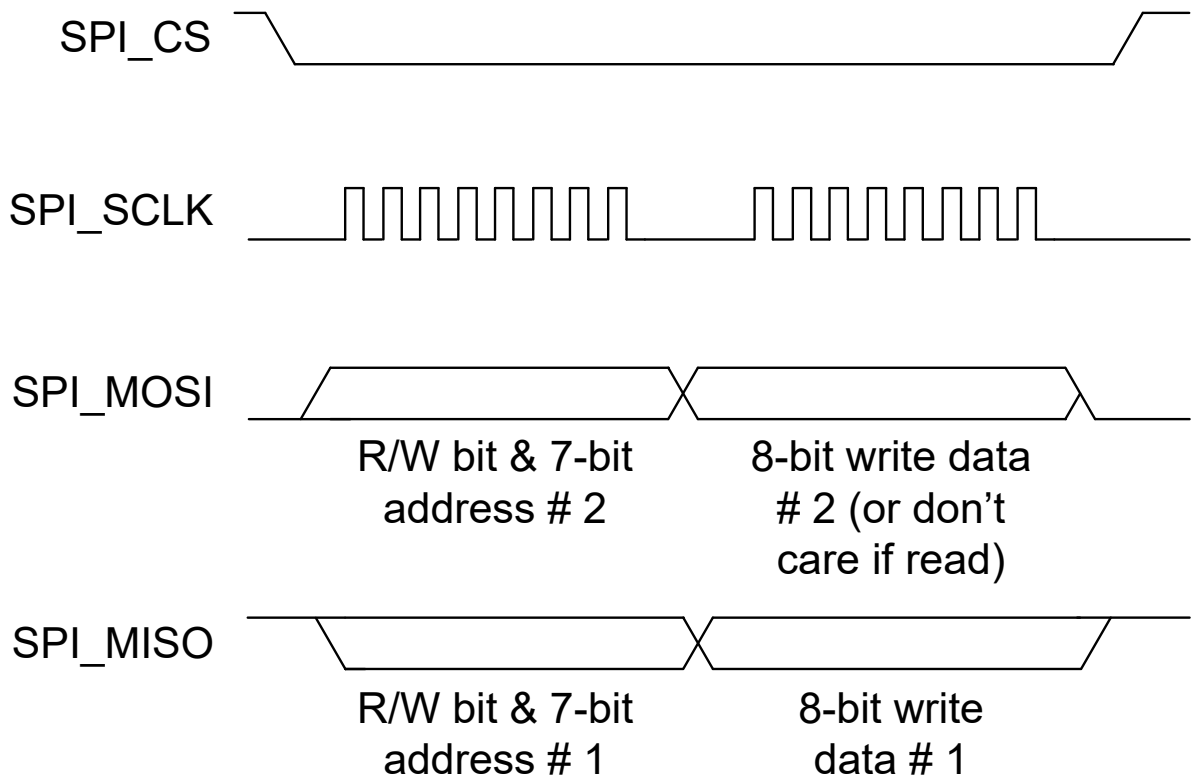 SPI_CS
SPI_SCLK
SPI_MOSI
R/W bit & 7-bit
address # 2
8-bit write data
# 2 (or don’t
care if read)
SPI_MISO
R/W bit & 7-bit
address # 1
8-bit write
data # 1